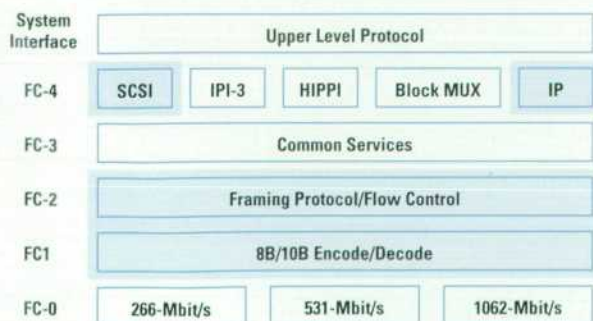 System
Interface Upper Level Protocol
FC-4 SCSI IPI-3 HIPPI Block MUX IP
FC-3 Common Services
FC-2 Framing Protocol/Flow Control
FC1 8B/10B Encode/Decode
FC-0 266-Mbit/s 531-Mbit/s 1062-Mbit/s